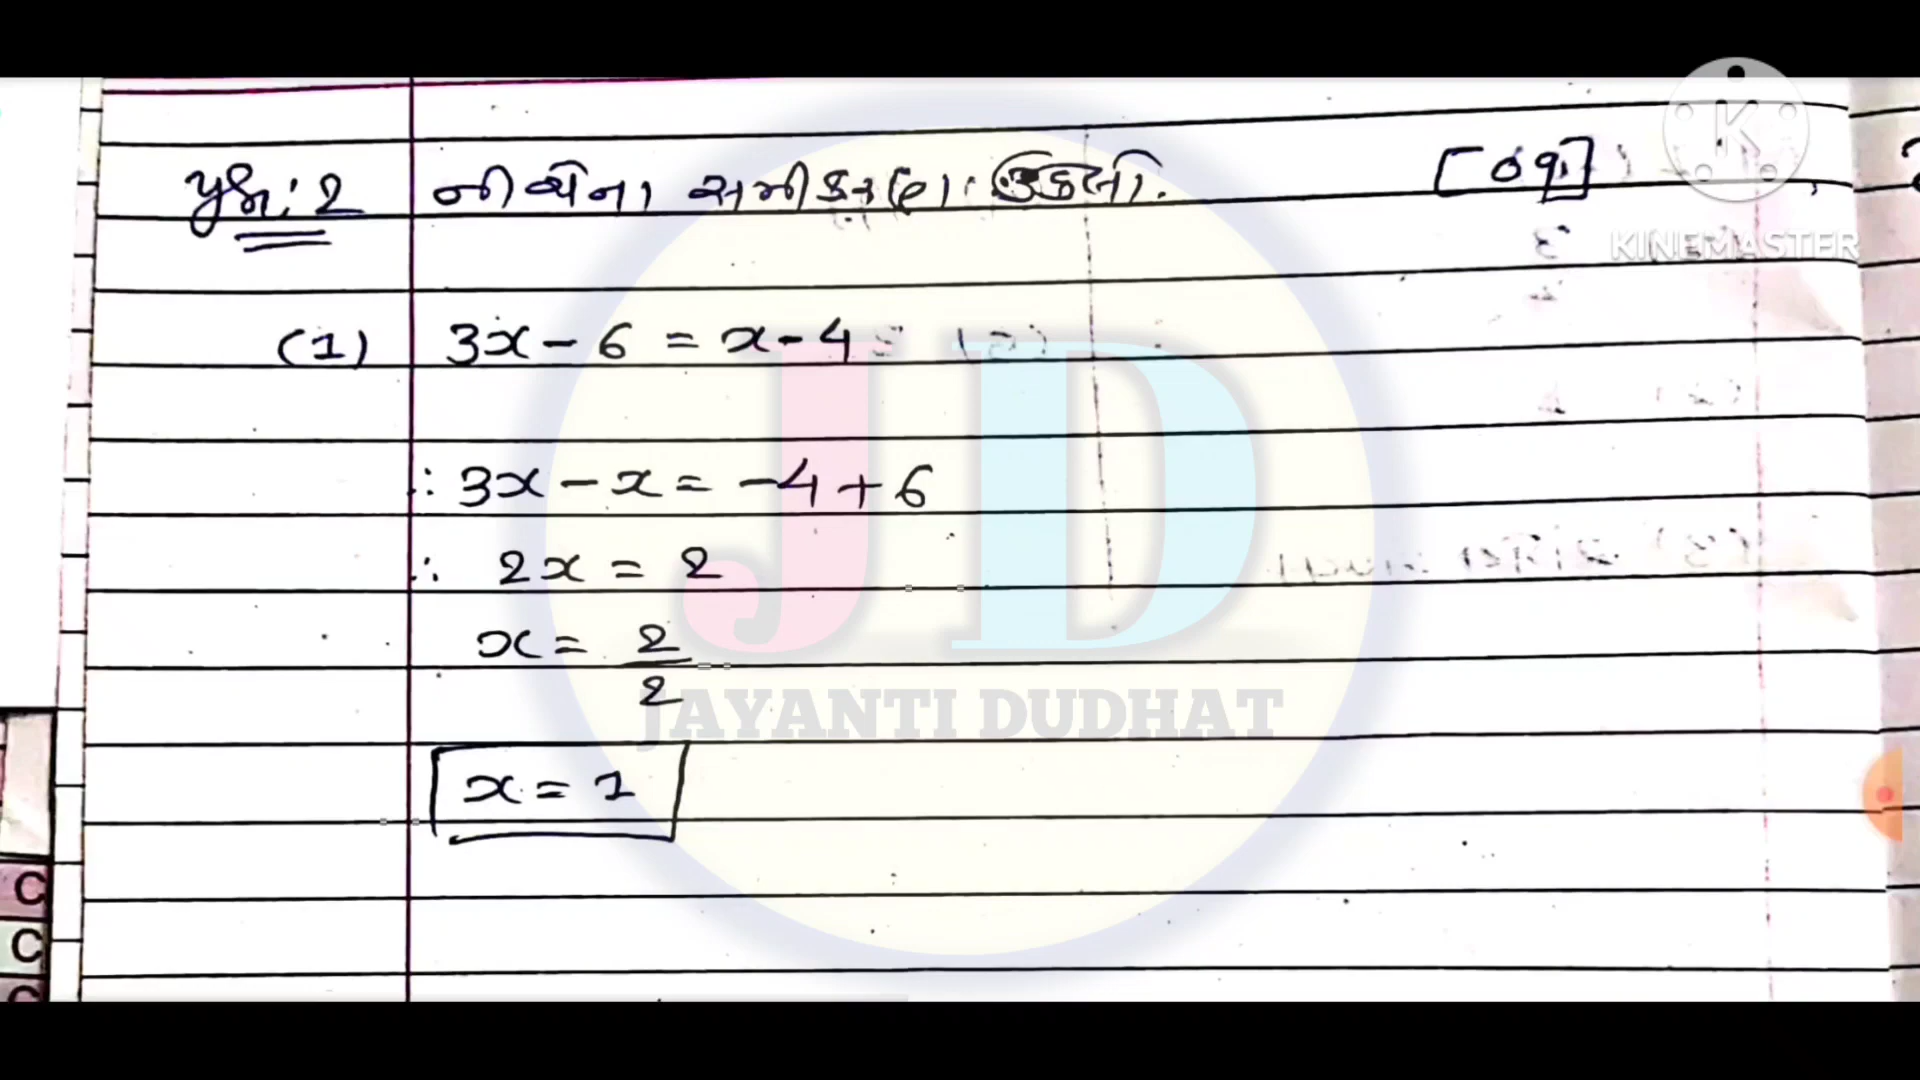 પ્રશ્ન: 2 નીચેના સમીકરણ ઉકેલો. [09]
KINEMASTER
(1) 3x - 6 = x - 4
∴ 3x - x = -4 + 6
∴ 2x = 2
x = 2/2
JAYANTI DUDHAT
x = 1
JD
K
C
C